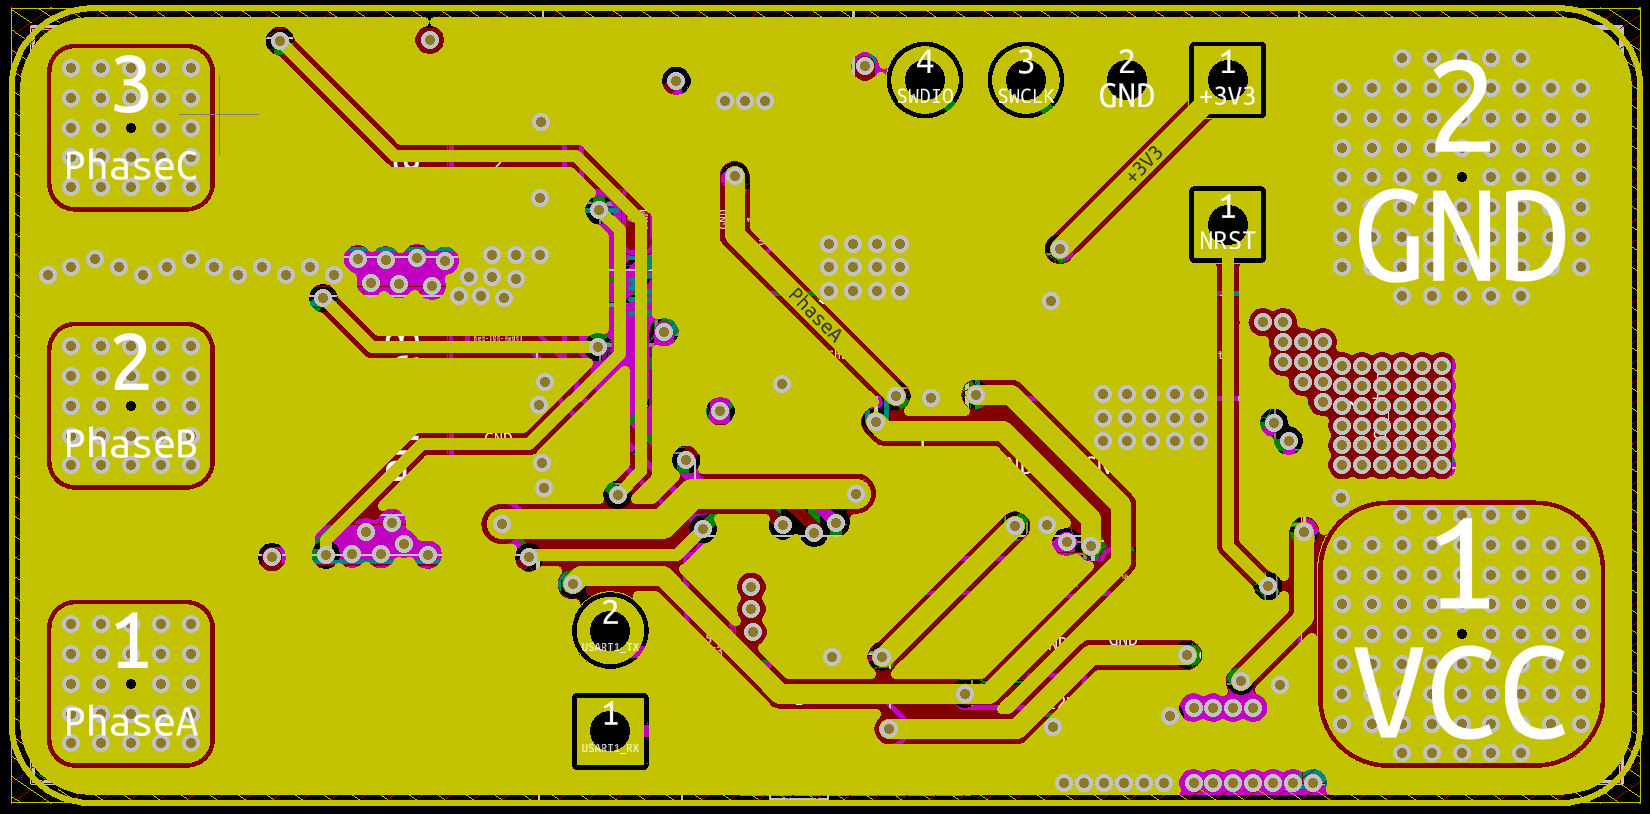 3
PhaseC
4
SWDIO
3
SWCLK
2
GND
1
+3V3
+3V3
2
GND
1
NRST
PhaseA
2
PhaseB
GND
1
PhaseA
2
USART1_TX
1
USART1_RX
GND
1
VCC